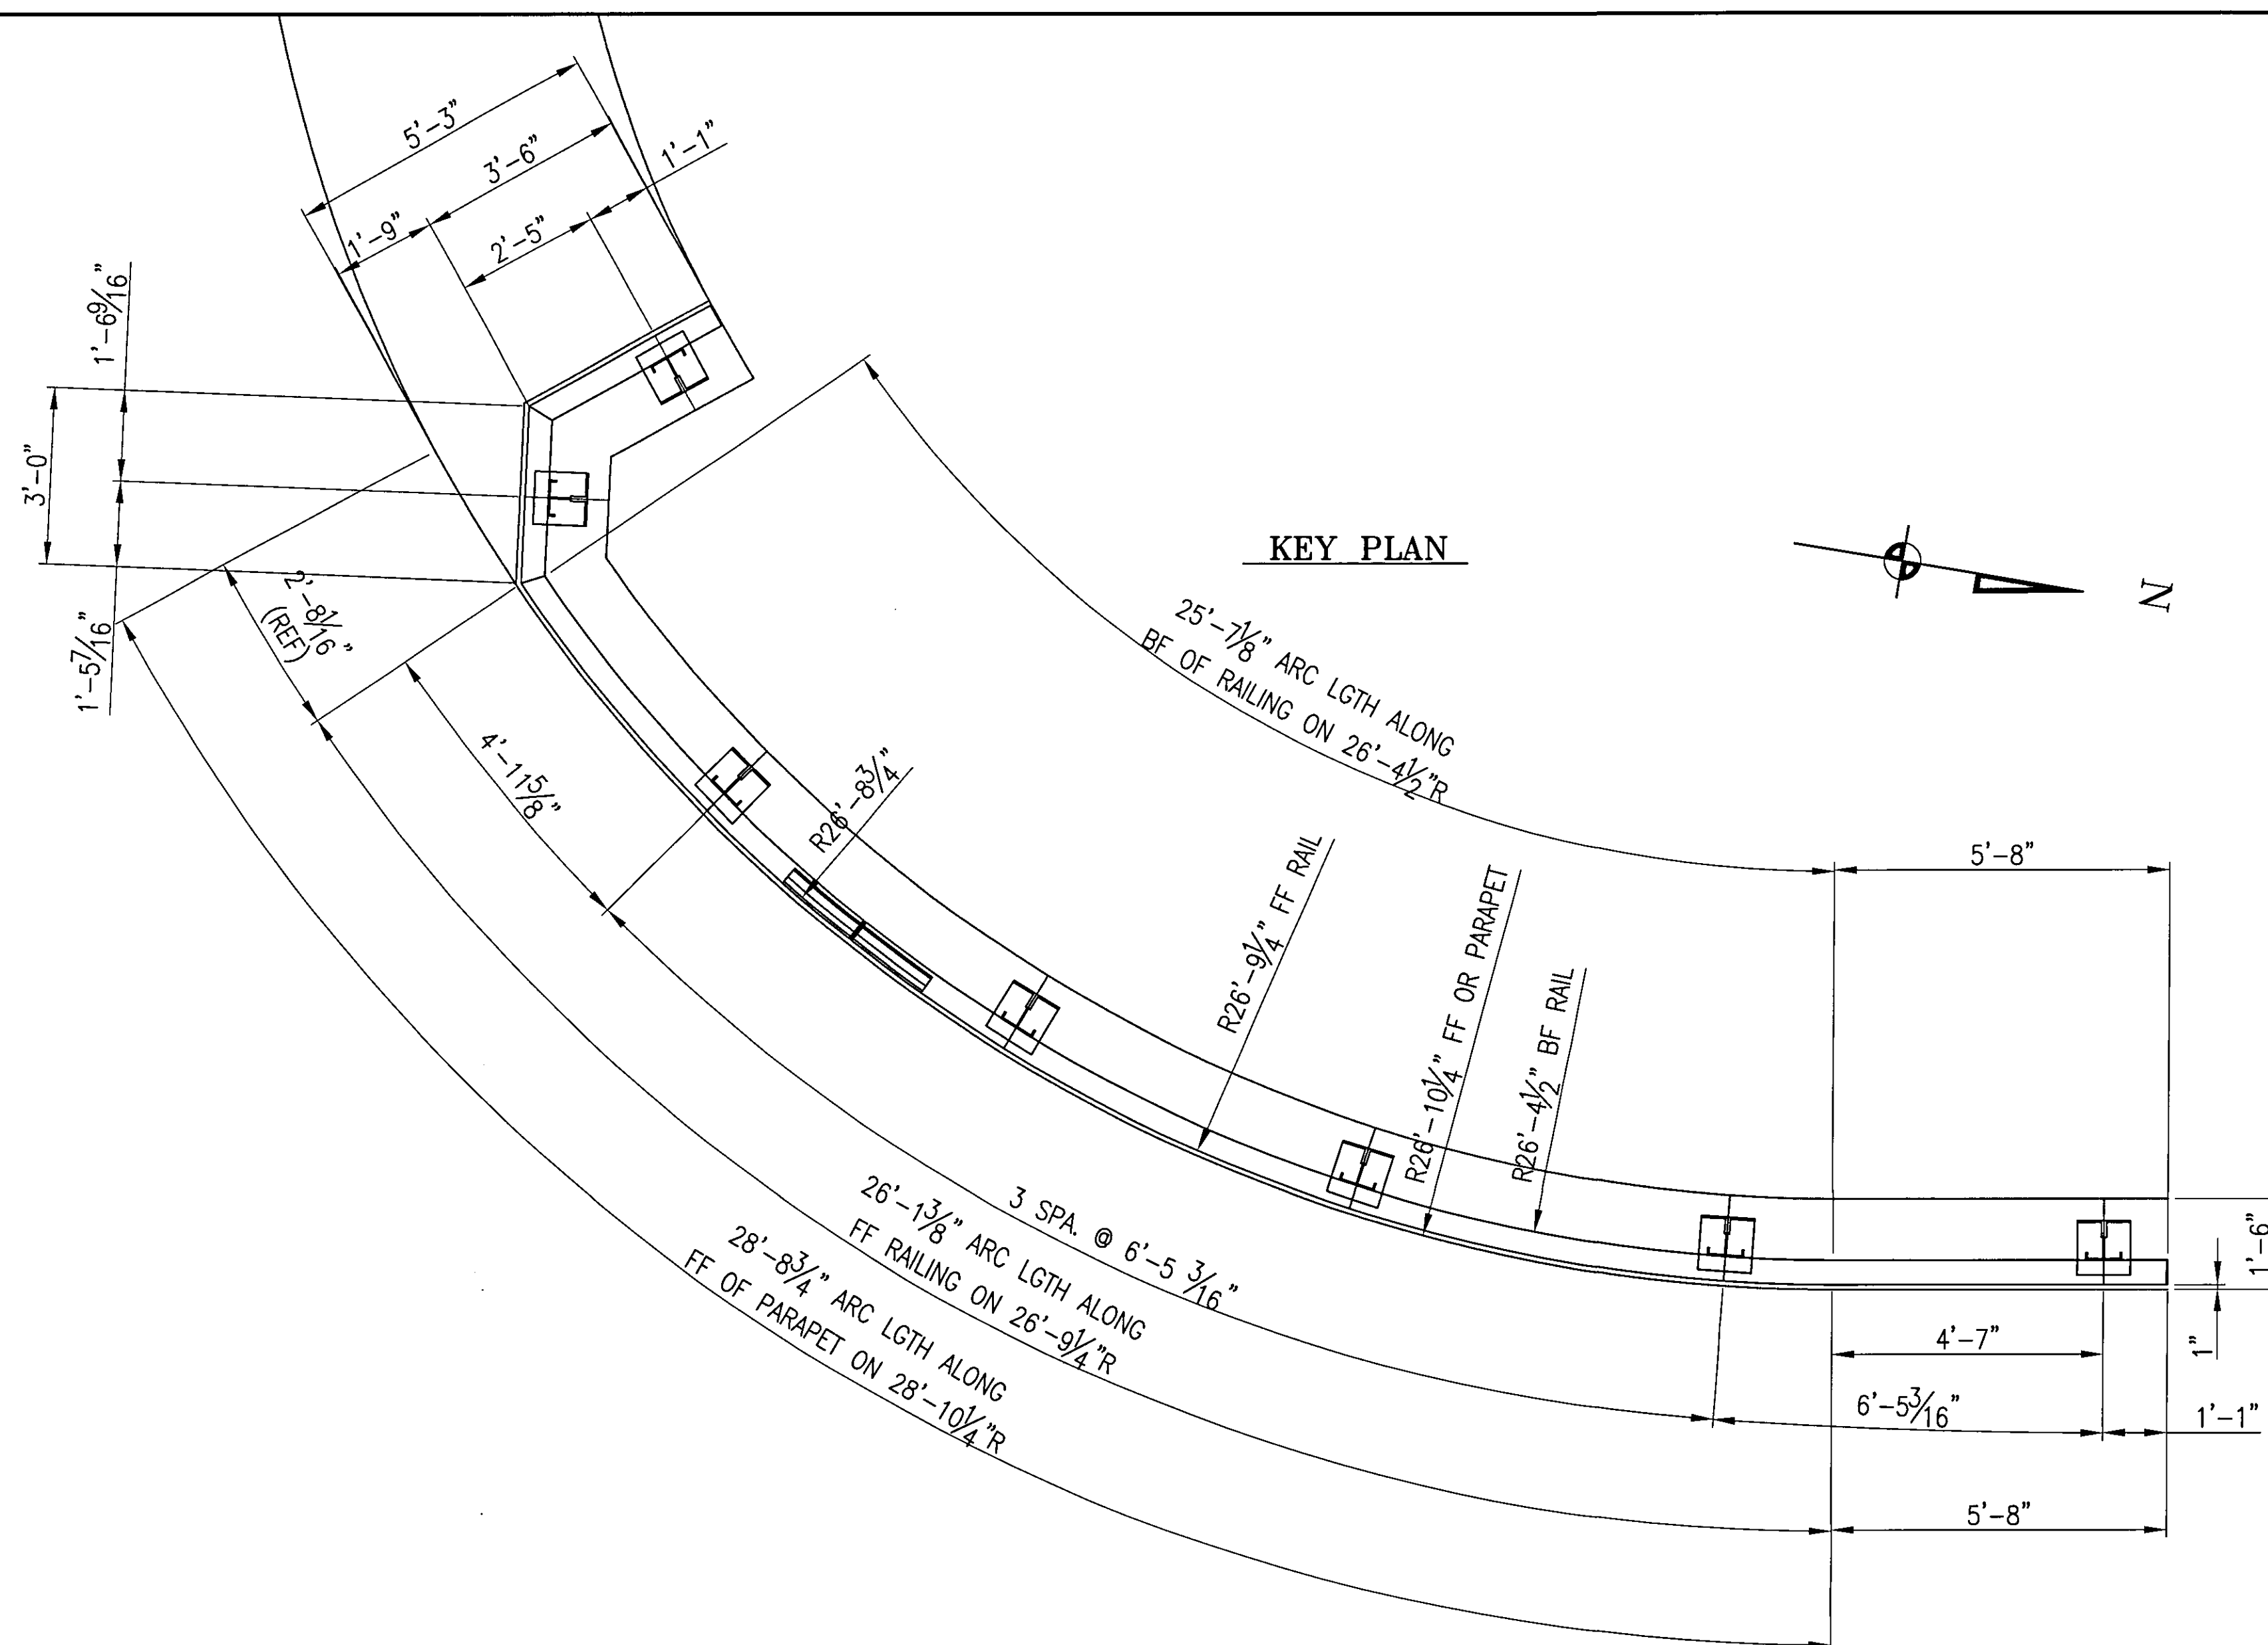 5'-3"
3'-6"
1'-1"
1'-9"
2'-5"
1'-6 9/16"
3'-0"
1'-5 7/16"
2'-8 1/16"
(REF)
4'-11 5/8"
R26'-8 3/4"
KEY PLAN
N
25'-7 1/8" ARC LGTH ALONG
BF OF RAILING ON 26'-4 1/2"R
R26'-9 1/4" FF RAIL
R26'-10 1/4" FF OR PARAPET
R26'-4 1/2" BF RAIL
5'-8"
1'-6"
1"
4'-7"
6'-5 3/16"
1'-1"
5'-8"
3 SPA. @ 6'-5 3/16"
26'-1 3/8" ARC LGTH ALONG
FF RAILING ON 26'-9 1/4"R
28'-8 3/4" ARC LGTH ALONG
FF OF PARAPET ON 28'-10 1/4"R